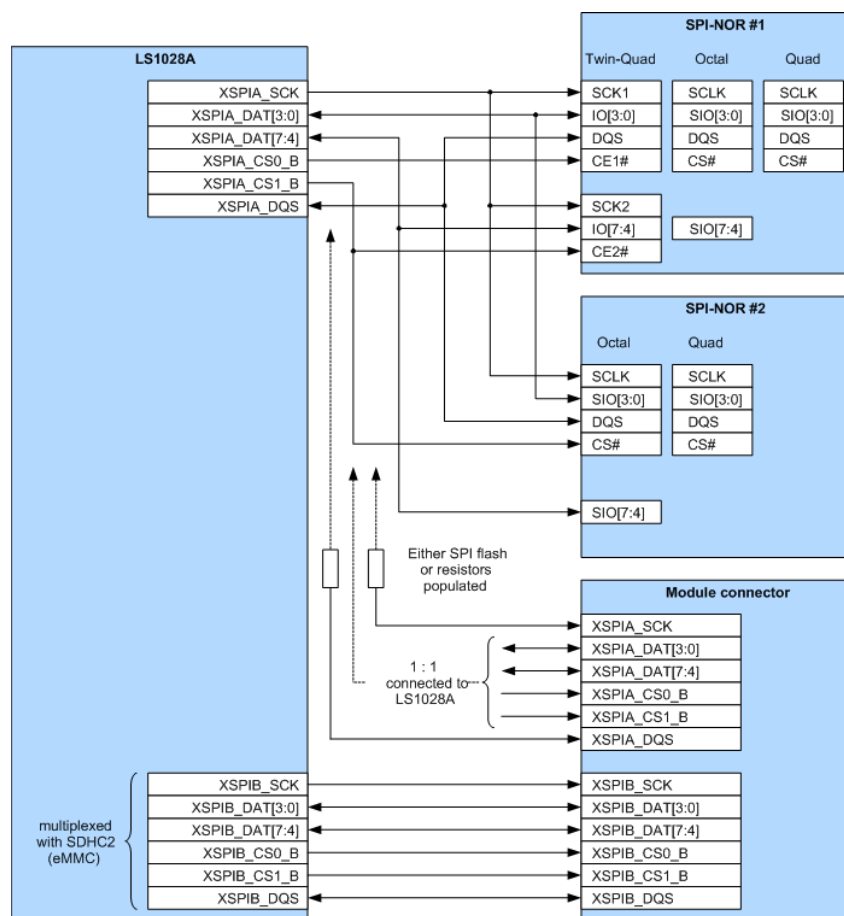 LS1028A
XSPIA_SCK
XSPIA_DAT[3:0]
XSPIA_DAT[7:4]
XSPIA_CS0_B
XSPIA_CS1_B
XSPIA_DQS
SPI-NOR #1
Twin-Quad Octal Quad
SCK1 SCLK SCLK
IO[3:0] SIO[3:0] SIO[3:0]
DQS DQS DQS
CE1# CS# CS#
SCK2
IO[7:4] SIO[7:4]
CE2#
SPI-NOR #2
Octal Quad
SCLK SCLK
SIO[3:0] SIO[3:0]
DQS DQS
CS# CS#
SIO[7:4]
Either SPI flash
or resistors
populated
Module connector
XSPIA_SCK
XSPIA_DAT[3:0]
XSPIA_DAT[7:4]
XSPIA_CS0_B
XSPIA_CS1_B
XSPIA_DQS
1 : 1
connected to
LS1028A
multiplexed
with SDHC2
(eMMC)
XSPIB_SCK XSPIB_SCK
XSPIB_DAT[3:0] XSPIB_DAT[3:0]
XSPIB_DAT[7:4] XSPIB_DAT[7:4]
XSPIB_CS0_B XSPIB_CS0_B
XSPIB_CS1_B XSPIB_CS1_B
XSPIB_DQS XSPIB_DQS